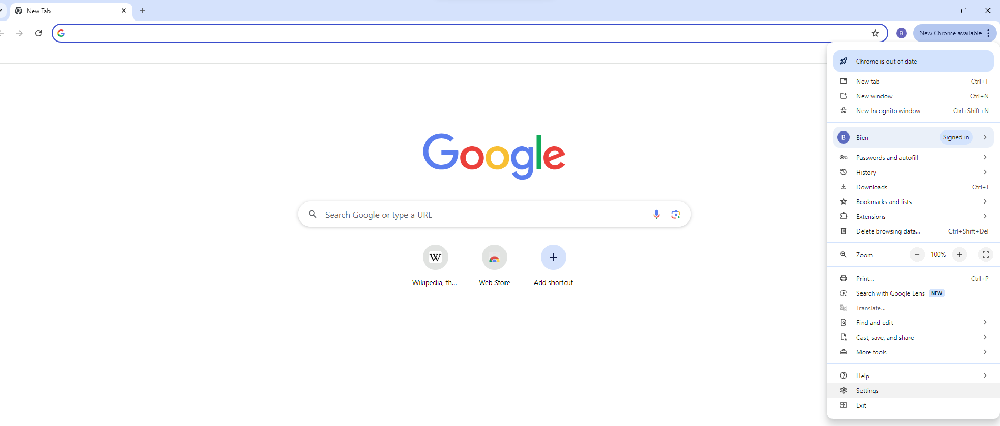 New Tab
New Chrome available
Chrome is out of date
New tab Ctrl+T
New window Ctrl+N
New Incognito window Ctrl+Shift+N
B Bien Signed in
Passwords and autofill
History
Downloads Ctrl+J
Bookmarks and lists
Extensions
Delete browsing data... Ctrl+Shift+Del
Zoom − 100% +
Print... Ctrl+P
Search with Google Lens NEW
Translate...
Find and edit
Cast, save, and share
More tools
Help
Settings
Exit
B
Google
Search Google or type a URL
W
Wikipedia, th...
Web Store
Add shortcut